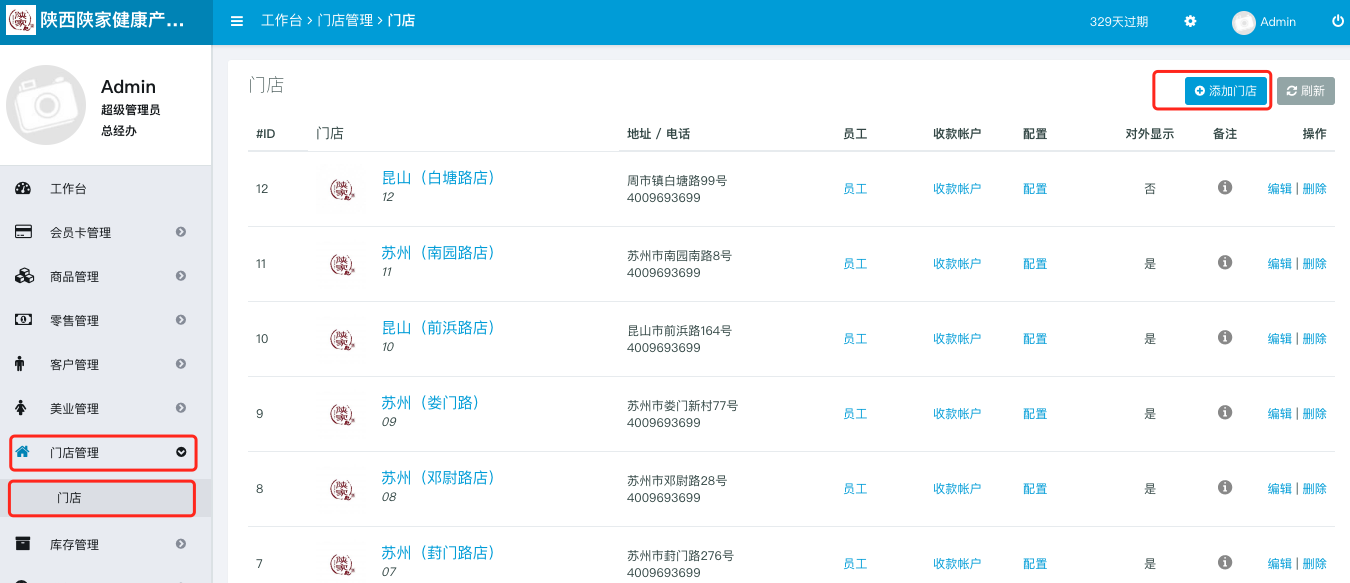 陕西陕家健康产...
工作台 › 门店管理 › 门店
329天过期
Admin
Admin
超级管理员
总经办
工作台
会员卡管理
商品管理
零售管理
客户管理
美业管理
门店管理
门店
库存管理
门店
添加门店
刷新
#ID 门店 地址 / 电话 员工 收款帐户 配置 对外显示 备注 操作
12 昆山（白塘路店） 周市镇白塘路99号 员工 收款帐户 配置 否 编辑 | 删除
12 4009693699
11 苏州（南园路店） 苏州市南园南路8号 员工 收款帐户 配置 是 编辑 | 删除
11 4009693699
10 昆山（前浜路店） 昆山市前浜路164号 员工 收款帐户 配置 是 编辑 | 删除
10 4009693699
9 苏州（娄门路） 苏州市娄门新村77号 员工 收款帐户 配置 是 编辑 | 删除
09 4009693699
8 苏州（邓尉路店） 苏州市邓尉路28号 员工 收款帐户 配置 是 编辑 | 删除
08 4009693699
7 苏州（葑门路店） 苏州市葑门路276号 员工 收款帐户 配置 是 编辑 | 删除
07 4009693699